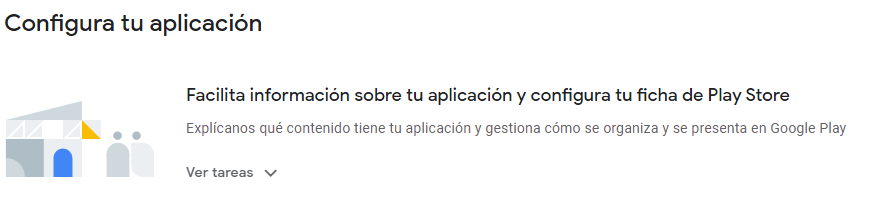 Configura tu aplicación
Facilita información sobre tu aplicación y configura tu ficha de Play Store
Explícanos qué contenido tiene tu aplicación y gestiona cómo se organiza y se presenta en Google Play
Ver tareas